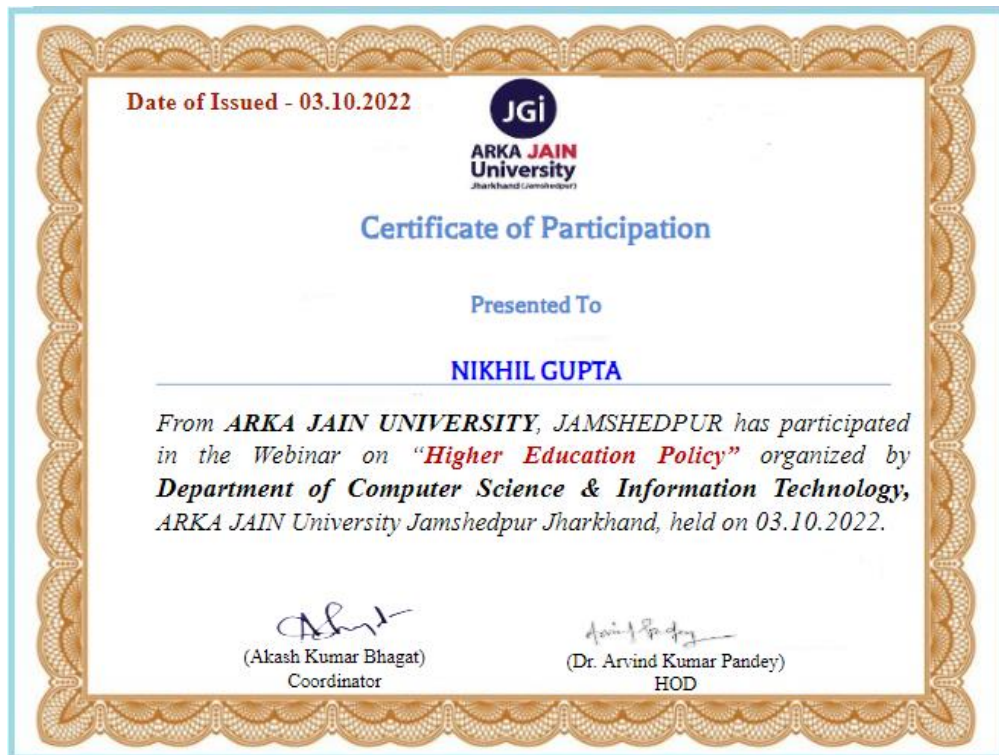 Date of Issued - 03.10.2022
JGi
ARKA JAIN
University
Jharkhand (Jamshedpur)
Certificate of Participation
Presented To
NIKHIL GUPTA
From ARKA JAIN UNIVERSITY, JAMSHEDPUR has participated
in the Webinar on “Higher Education Policy” organized by
Department of Computer Science & Information Technology,
ARKA JAIN University Jamshedpur Jharkhand, held on 03.10.2022.
(Akash Kumar Bhagat)
Coordinator
(Dr. Arvind Kumar Pandey)
HOD